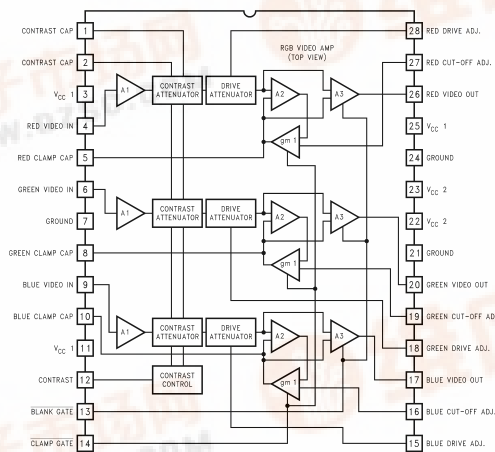 RGB VIDEO AMP
(TOP VIEW)
CONTRAST CAP 1
CONTRAST CAP 2
VCC 1 3
RED VIDEO IN 4
RED CLAMP CAP 5
GREEN VIDEO IN 6
GROUND 7
GREEN CLAMP CAP 8
BLUE VIDEO IN 9
BLUE CLAMP CAP 10
VCC 1 11
CONTRAST 12
BLANK GATE 13
CLAMP GATE 14
28 RED DRIVE ADJ.
27 RED CUT-OFF ADJ.
26 RED VIDEO OUT
25 VCC 1
24 GROUND
23 VCC 2
22 VCC 2
21 GROUND
20 GREEN VIDEO OUT
19 GREEN CUT-OFF ADJ.
18 GREEN DRIVE ADJ.
17 BLUE VIDEO OUT
16 BLUE CUT-OFF ADJ.
15 BLUE DRIVE ADJ.
A1
CONTRAST
ATTENUATOR
DRIVE
ATTENUATOR
A2
A3
gm 1
A1
CONTRAST
ATTENUATOR
DRIVE
ATTENUATOR
A2
A3
gm 1
A1
CONTRAST
ATTENUATOR
DRIVE
ATTENUATOR
A2
A3
gm 1
CONTRAST
CONTROL